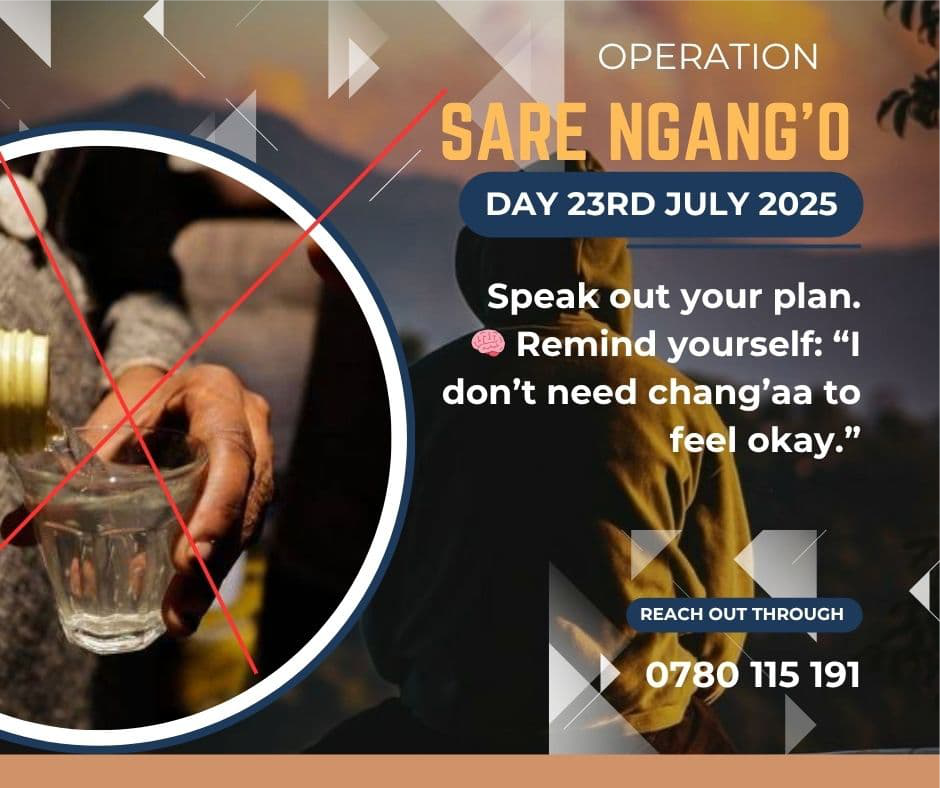 OPERATION
SARE NGANG’O
DAY 23RD JULY 2025
Speak out your plan.
🧠 Remind yourself: “I
don’t need chang’aa to
feel okay.”
REACH OUT THROUGH
0780 115 191